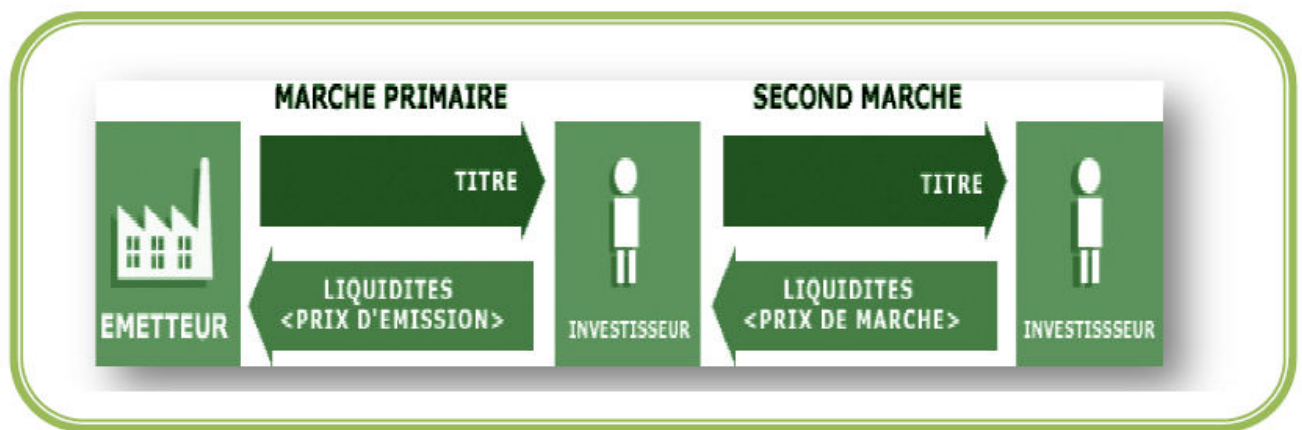 MARCHE PRIMAIRE
SECOND MARCHE
TITRE
TITRE
LIQUIDITES
<PRIX D'EMISSION>
LIQUIDITES
<PRIX DE MARCHE>
EMETTEUR
INVESTISSEUR
INVESTISSSEUR